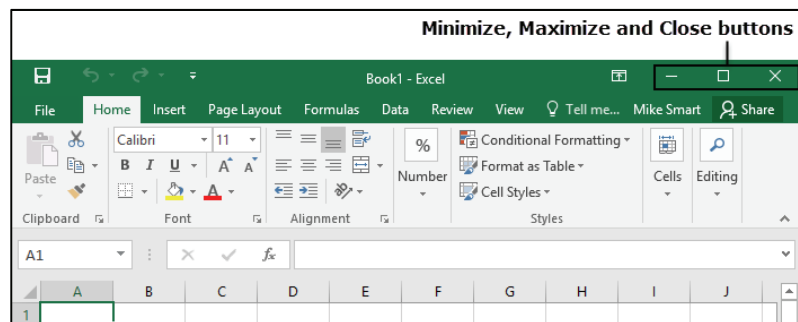 Minimize, Maximize and Close buttons
Book1 - Excel
File Home Insert Page Layout Formulas Data Review View Tell me... Mike Smart Share
Calibri 11 % Conditional Formatting
Paste B I U A A Number Format as Table Cells Editing
A Cell Styles
Clipboard Font Alignment Styles
A1 fx
A B C D E F G H I J
1